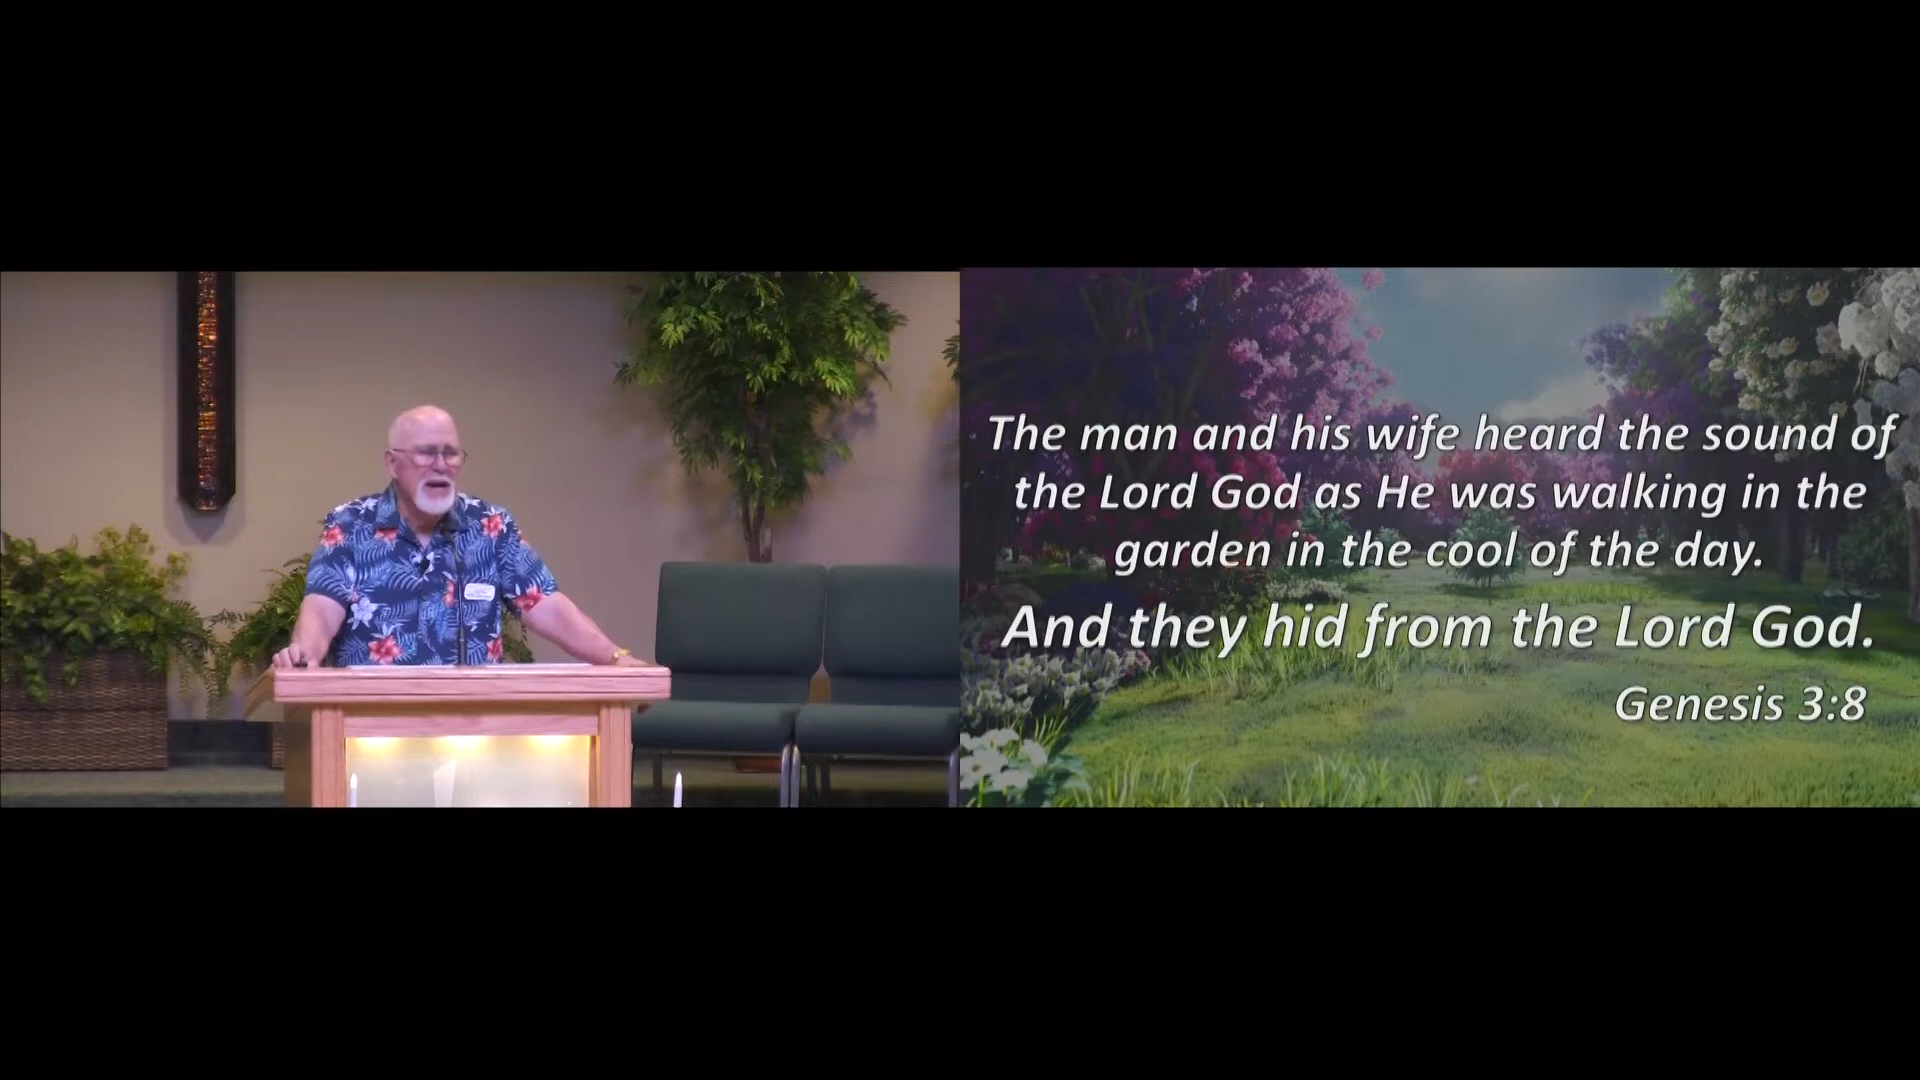 The man and his wife heard the sound of
the Lord God as He was walking in the
garden in the cool of the day.
And they hid from the Lord God.
Genesis 3:8